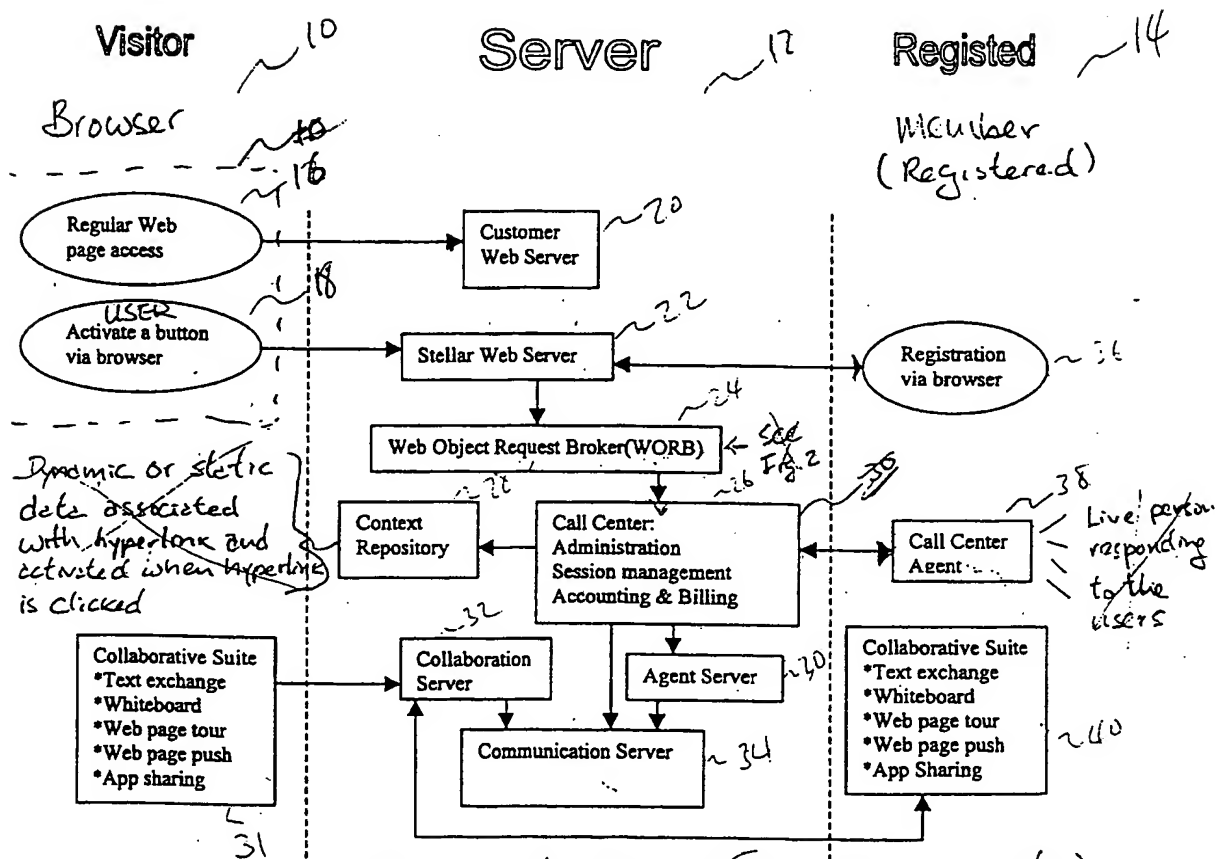 Visitor
10
Server
12
Registed
14
Browser
10
Member
(Registered)
16
Regular Web
page access
Customer
Web Server
20
18
USER
Activate a button
via browser
Stellar Web Server
22
Registration
via browser
36
24
Web Object Request Broker(WORB)
see
Fig. 2
Dynamic or static
data associated
with hyperlink and
activated when hyperlink
is clicked
Context
Repository
26
Call Center:
Administration
Session management
Accounting & Billing
38
Call Center
Agent
Live person
responding
to the
users
Collaborative Suite
*Text exchange
*Whiteboard
*Web page tour
*Web page push
*App sharing
31
32
Collaboration
Server
Agent Server
30
Communication Server
34
Collaborative Suite
*Text exchange
*Whiteboard
*Web page tour
*Web page push
*App Sharing
40